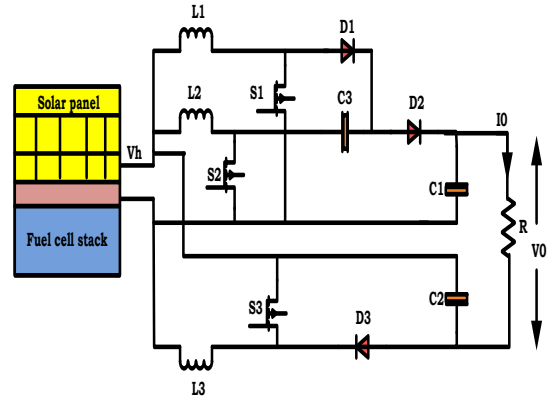 L1
D1
Solar panel
L2
S1
C3
D2
I0
Vh
S2
C1
R
V0
Fuel cell stack
S3
C2
D3
L3